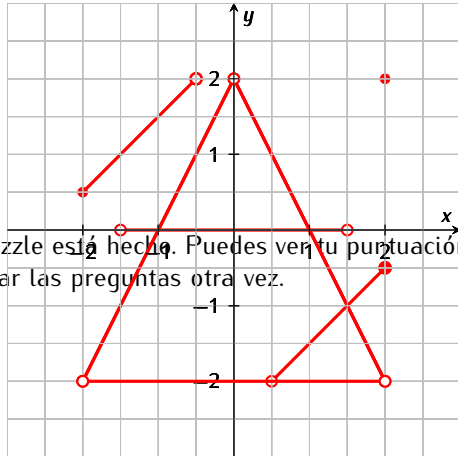 y
2
1
x
zzle está hecho. Puedes ver tu puntuació
-2 -1 1 2
ar las preguntas otra vez.
-1
-2